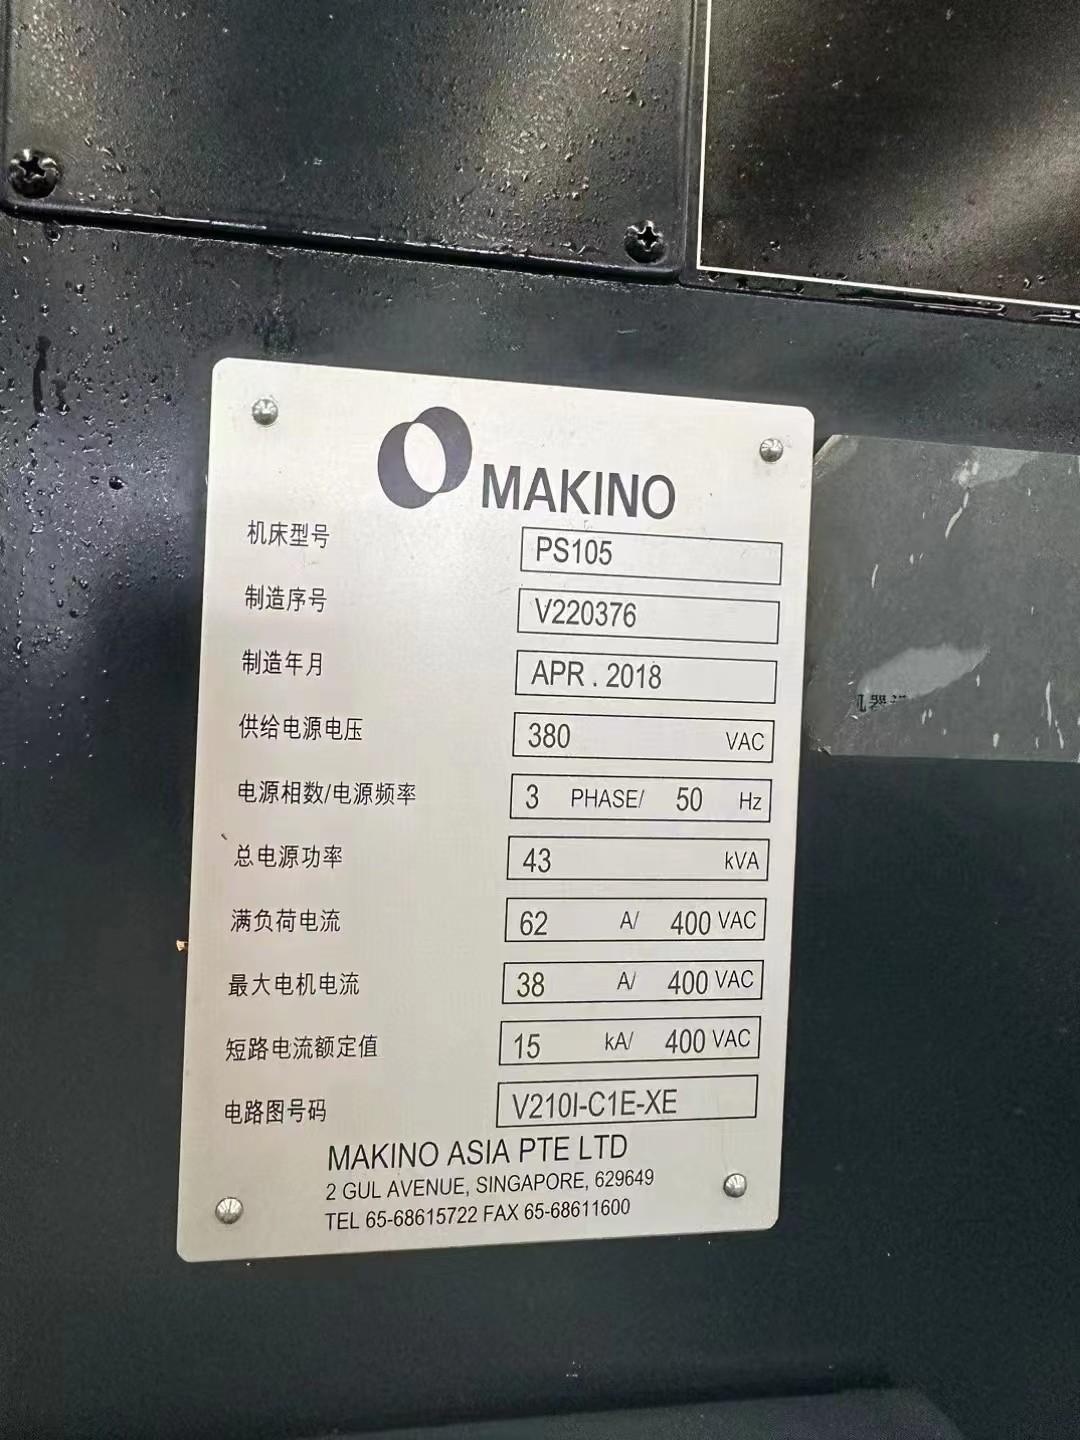 MAKINO
机床型号 PS105
制造序号 V220376
制造年月 APR . 2018
供给电源电压 380 VAC
电源相数/电源频率 3 PHASE/ 50 Hz
总电源功率 43 kVA
满负荷电流 62 A/ 400 VAC
最大电机电流 38 A/ 400 VAC
短路电流额定值 15 kA/ 400 VAC
电路图号码 V210I-C1E-XE
MAKINO ASIA PTE LTD
2 GUL AVENUE, SINGAPORE, 629649
TEL 65-68615722 FAX 65-68611600